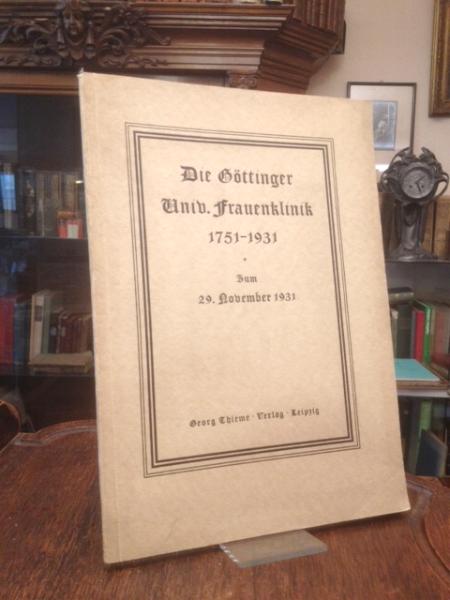 Die Göttinger
Univ. Frauenklinik
1751-1931
Zum
29. November 1931
Georg Thieme · Verlag · Leipzig